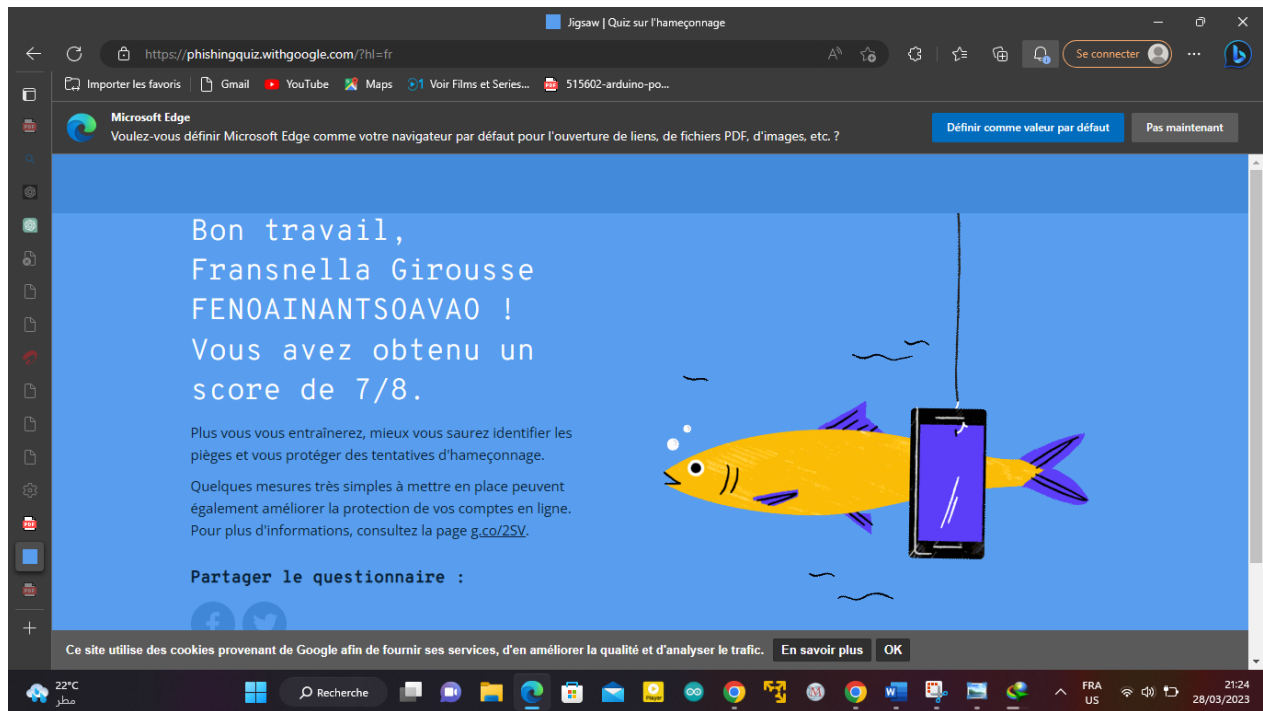 Jigsaw | Quiz sur l'hameçonnage
https://phishingquiz.withgoogle.com/?hl=fr
Se connecter
Importer les favoris
Gmail
YouTube
Maps
Voir Films et Series...
515602-arduino-po...
Microsoft Edge
Voulez-vous définir Microsoft Edge comme votre navigateur par défaut pour l'ouverture de liens, de fichiers PDF, d'images, etc. ?
Définir comme valeur par défaut
Pas maintenant
Bon travail,
Fransnella Girousse
FENOAINANTSOAVAO !
Vous avez obtenu un
score de 7/8.
Plus vous vous entraînerez, mieux vous saurez identifier les
pièges et vous protéger des tentatives d'hameçonnage.
Quelques mesures très simples à mettre en place peuvent
également améliorer la protection de vos comptes en ligne.
Pour plus d'informations, consultez la page g.co/2SV.
Partager le questionnaire :
Ce site utilise des cookies provenant de Google afin de fournir ses services, d'en améliorer la qualité et d'analyser le trafic.
En savoir plus
OK
22°C
مطر
Recherche
FRA
US
21:24
28/03/2023